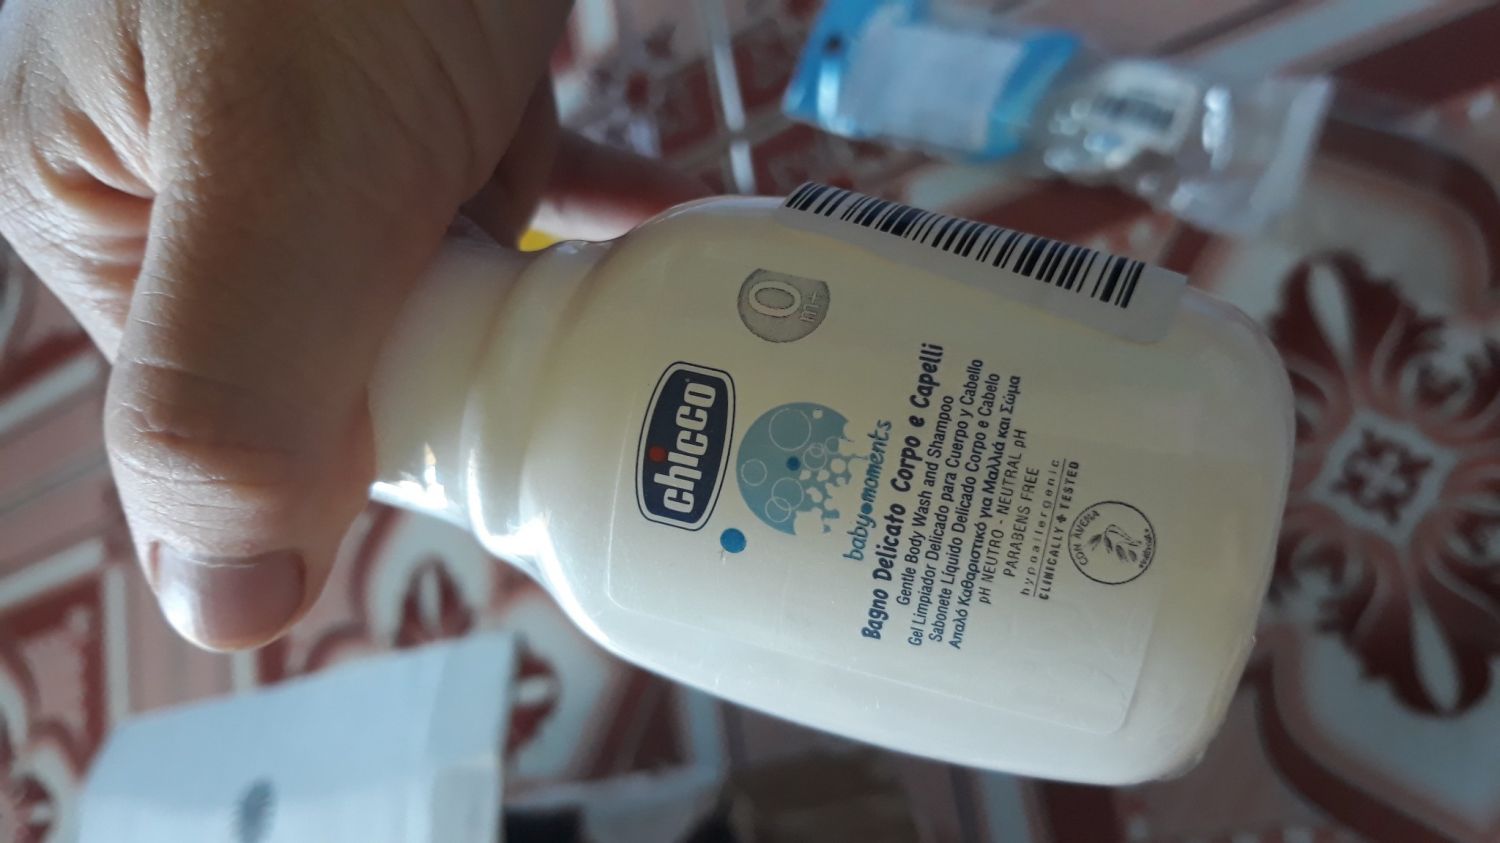 0
m+
chicco
baby moments
Bagno Delicato Corpo e Capelli
Gentle Body Wash and Shampoo
Gel Limpiador Delicado para Cuerpo y Cabello
Sabonete Líquido Delicado Corpo e Cabelo
Απαλό Καθαριστικό για Μαλλιά και Σώμα
pH NEUTRO - NEUTRAL pH
PARABENS FREE
hypoallergenic
CLINICALLY TESTED
CON AVENA